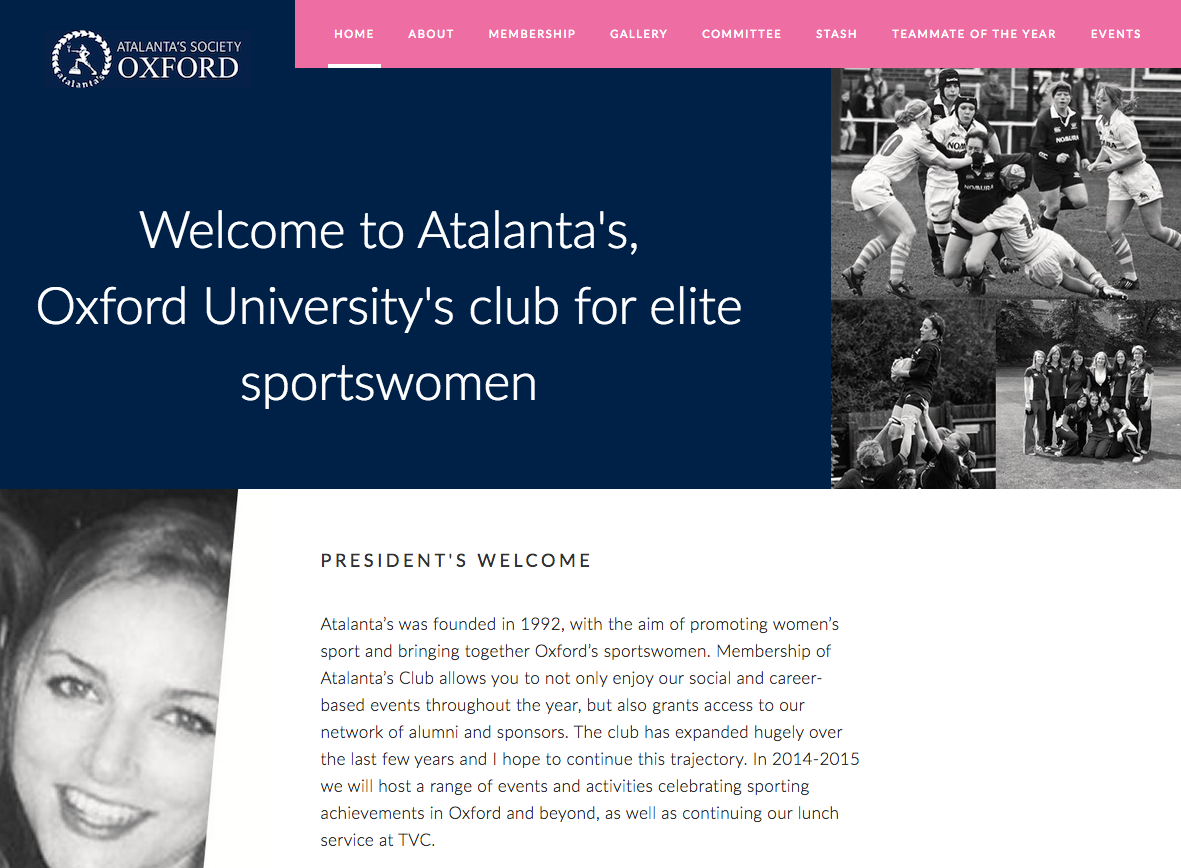 ATALANTA'S SOCIETY
OXFORD
atalanta's
HOME
ABOUT
MEMBERSHIP
GALLERY
COMMITTEE
STASH
TEAMMATE OF THE YEAR
EVENTS
NOMURA
NOMURA
Welcome to Atalanta's,
Oxford University's club for elite
sportswomen
PRESIDENT'S WELCOME
Atalanta’s was founded in 1992, with the aim of promoting women’s
sport and bringing together Oxford’s sportswomen. Membership of
Atalanta’s Club allows you to not only enjoy our social and career-
based events throughout the year, but also grants access to our
network of alumni and sponsors. The club has expanded hugely over
the last few years and I hope to continue this trajectory. In 2014-2015
we will host a range of events and activities celebrating sporting
achievements in Oxford and beyond, as well as continuing our lunch
service at TVC.